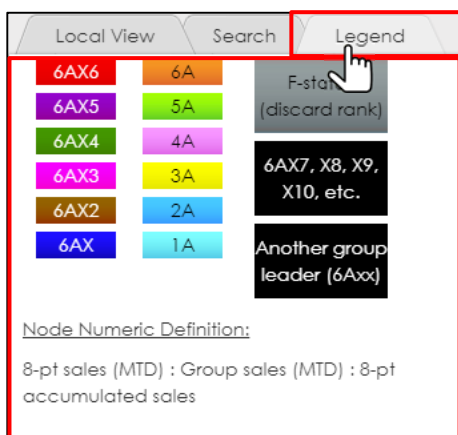 Local View Search Legend
6AX6 6A
6AX5 5A
6AX4 4A
6AX3 3A
6AX2 2A
6AX 1A
(discard rank)
6AX7, X8, X9,
X10, etc.
Another group
leader (6Axx)
Node Numeric Definition:
8-pt sales (MTD) : Group sales (MTD) : 8-pt
accumulated sales